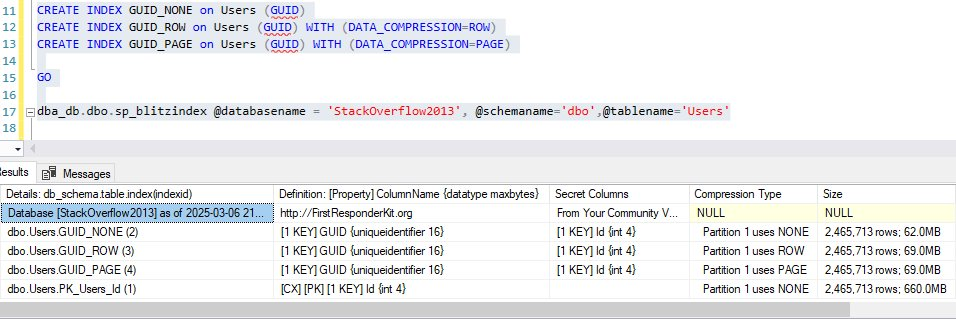 11 CREATE INDEX GUID_NONE on Users (GUID)
12 CREATE INDEX GUID_ROW on Users (GUID) WITH (DATA_COMPRESSION=ROW)
13 CREATE INDEX GUID_PAGE on Users (GUID) WITH (DATA_COMPRESSION=PAGE)
14
15 GO
16
17 dba_db.dbo.sp_blitzindex @databasename = 'StackOverflow2013', @schemaname='dbo',@tablename='Users'
18
Results Messages
Details: db_schema.table.index(indexid) Definition: [Property] ColumnName {datatype maxbytes} Secret Columns Compression Type Size
Database [StackOverflow2013] as of 2025-03-06 21... http://FirstResponderKit.org From Your Community V... NULL NULL
dbo.Users.GUID_NONE (2) [1 KEY] GUID {uniqueidentifier 16} [1 KEY] Id {int 4} Partition 1 uses NONE 2,465,713 rows; 62.0MB
dbo.Users.GUID_ROW (3) [1 KEY] GUID {uniqueidentifier 16} [1 KEY] Id {int 4} Partition 1 uses ROW 2,465,713 rows; 69.0MB
dbo.Users.GUID_PAGE (4) [1 KEY] GUID {uniqueidentifier 16} [1 KEY] Id {int 4} Partition 1 uses PAGE 2,465,713 rows; 69.0MB
dbo.Users.PK_Users_Id (1) [CX] [PK] [1 KEY] Id {int 4} Partition 1 uses NONE 2,465,713 rows; 660.0MB